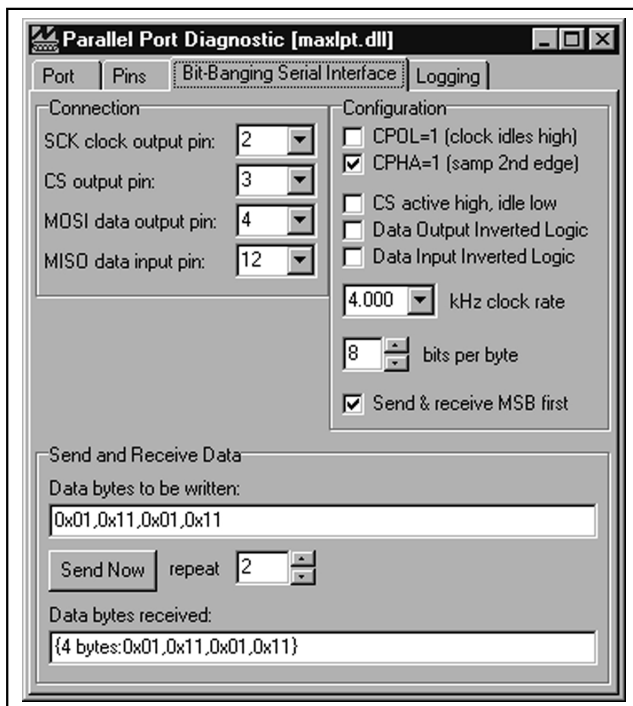 Parallel Port Diagnostic [maxlpt.dll]
Port Pins Bit-Banging Serial Interface Logging
Connection
SCK clock output pin: 2
CS output pin: 3
MOSI data output pin: 4
MISO data input pin: 12
Configuration
CPOL=1 (clock idles high)
CPHA=1 (samp 2nd edge)
CS active high, idle low
Data Output Inverted Logic
Data Input Inverted Logic
4.000 kHz clock rate
8 bits per byte
Send & receive MSB first
Send and Receive Data
Data bytes to be written:
0x01,0x11,0x01,0x11
Send Now repeat 2
Data bytes received:
{4 bytes:0x01,0x11,0x01,0x11}